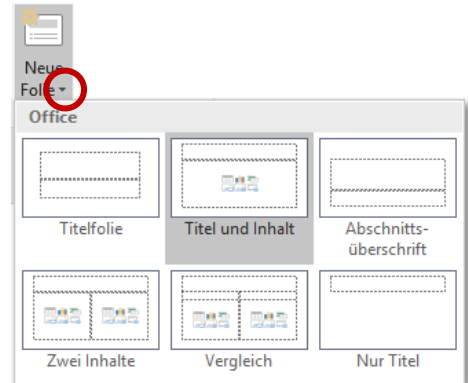 Neue
Folie
Office
Titelfolie
Titel und Inhalt
Abschnitts-
überschrift
Zwei Inhalte
Vergleich
Nur Titel